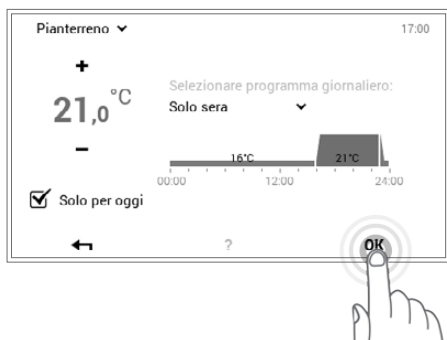 Pianterreno
17:00
+
21,0°C
Selezionare programma giornaliero:
Solo sera
−
16°C
21°C
00:00
12:00
24:00
Solo per oggi
?
OK